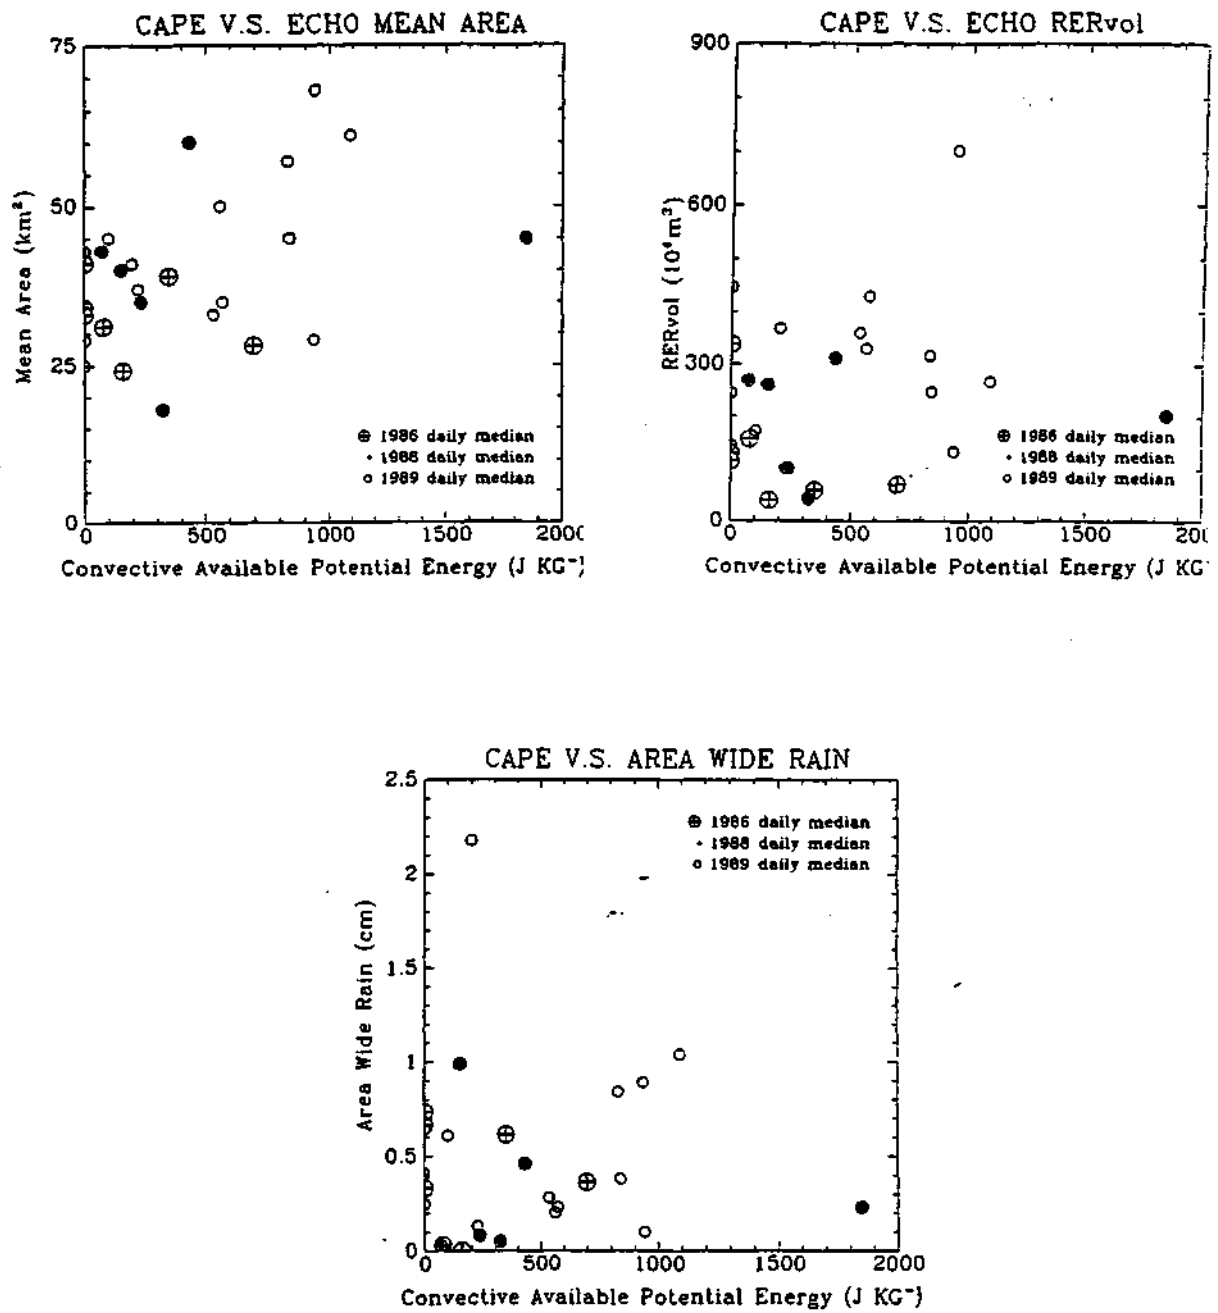 CAPE V.S. ECHO MEAN AREA
75
50
25
0
Mean Area (km²)
⊕ 1986 daily median
• 1988 daily median
○ 1989 daily median
0 500 1000 1500 2000
Convective Available Potential Energy (J KG⁻)
CAPE V.S. ECHO RERvol
900
600
300
0
RERvol (10⁴m³)
⊕ 1986 daily median
• 1988 daily median
○ 1989 daily median
0 500 1000 1500 200
Convective Available Potential Energy (J KG⁻
CAPE V.S. AREA WIDE RAIN
2.5
2
1.5
1
0.5
0
Area Wide Rain (cm)
⊕ 1986 daily median
• 1988 daily median
○ 1989 daily median
0 500 1000 1500 2000
Convective Available Potential Energy (J KG⁻)